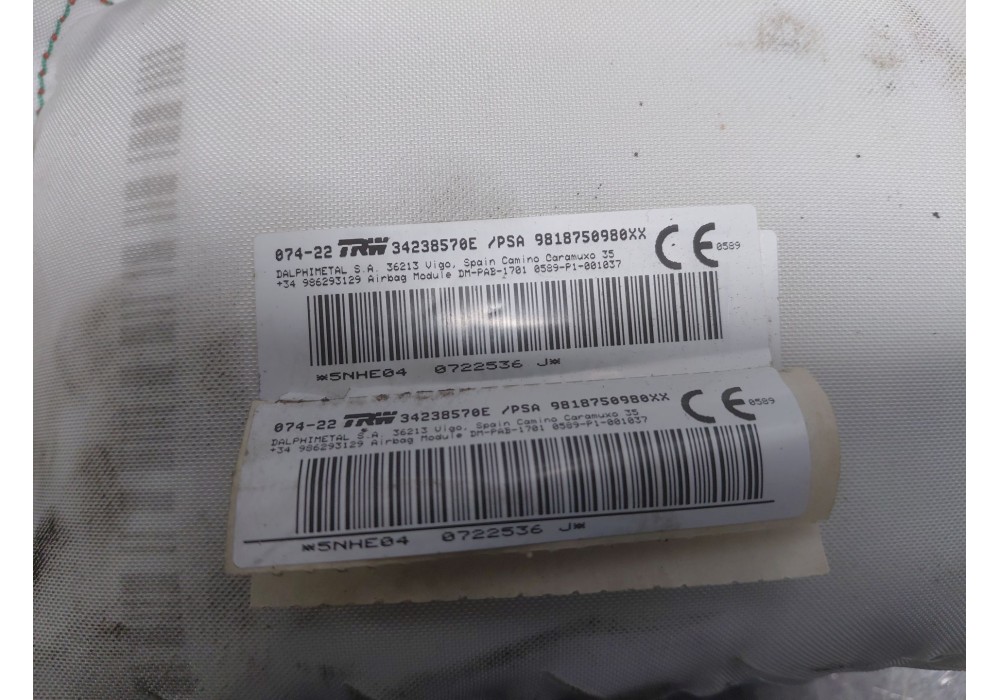 074-22 TRW 34238570E /PSA 9818750980XX CE 0589
DALPHIMETAL S.A. 36213 Vigo, Spain Camino Caramuxo 35
+34 986293129 Airbag Module DM-PAB-1701 0589-P1-001037
*5NHE04 0722536 J*
074-22 TRW 34238570E /PSA 9818750980XX CE 0589
DALPHIMETAL S.A. 36213 Vigo, Spain Camino Caramuxo 35
+34 986293129 Airbag Module DM-PAB-1701 0589-P1-001037
*5NHE04 0722536 J*